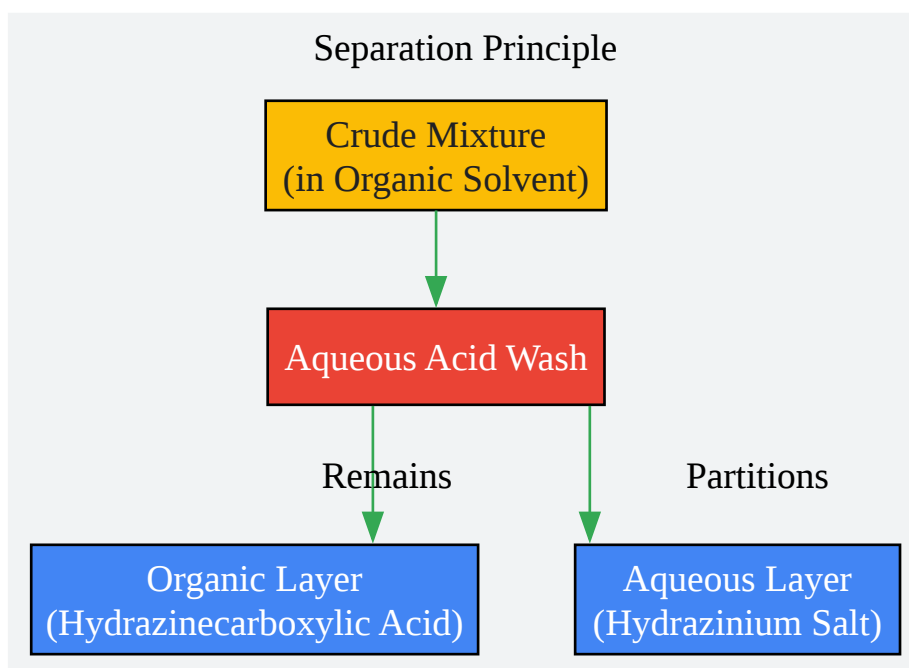 Separation Principle
Crude Mixture
(in Organic Solvent)
Aqueous Acid Wash
Remains
Partitions
Organic Layer
(Hydrazinecarboxylic Acid)
Aqueous Layer
(Hydrazinium Salt)